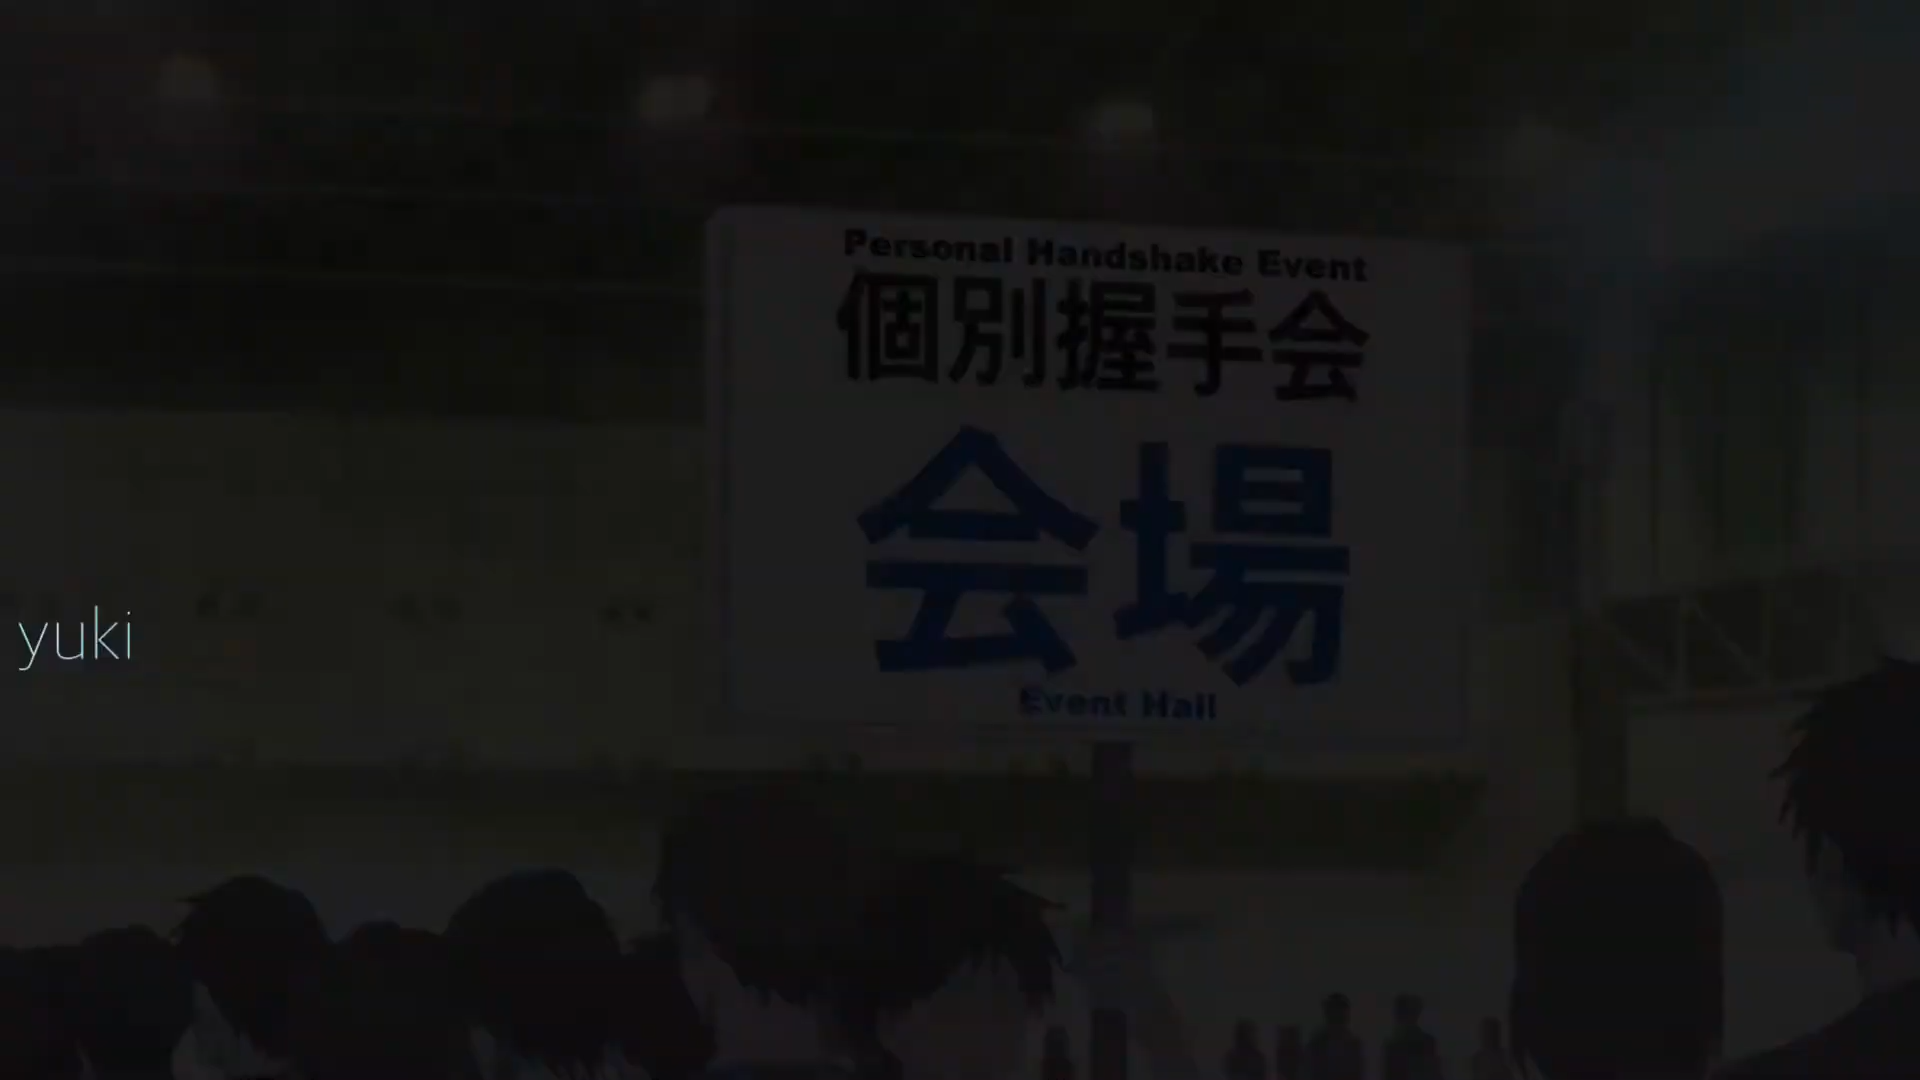 Personal Handshake Event
個別握手会
会場
Event Hall
yuki